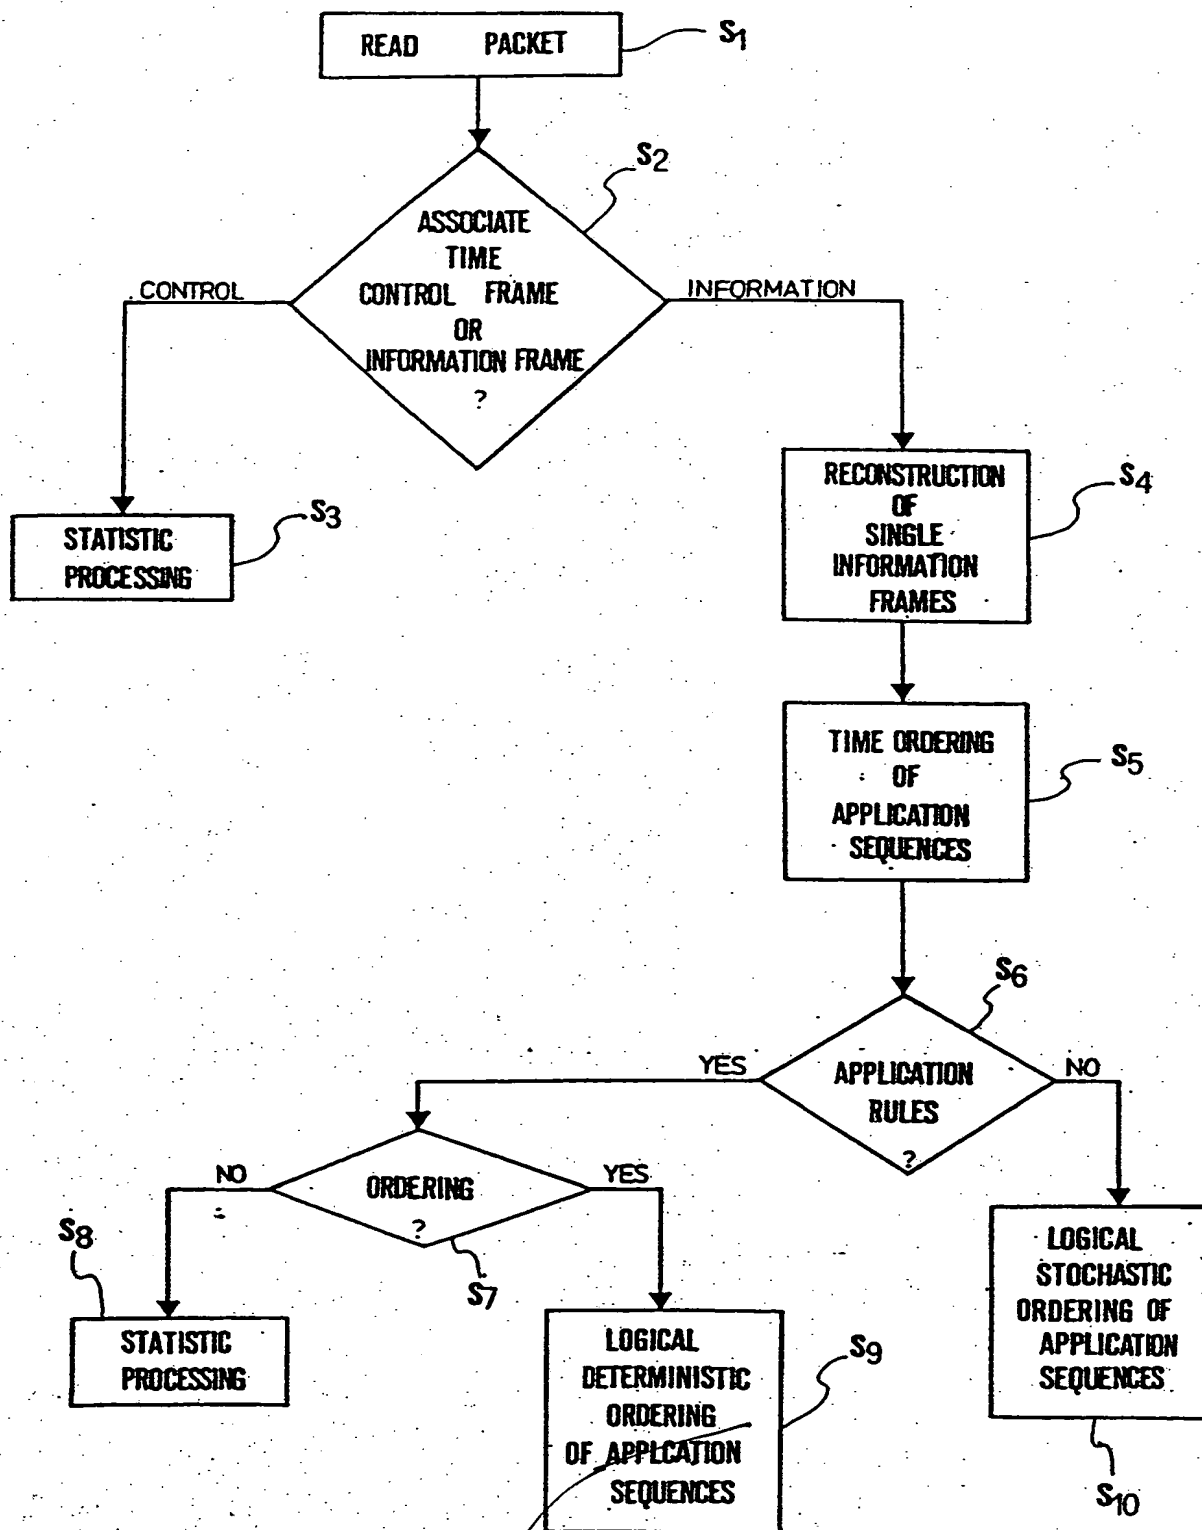 READ PACKET
S1
S2
ASSOCIATE
TIME
CONTROL FRAME
OR
INFORMATION FRAME
?
CONTROL
INFORMATION
S3
STATISTIC
PROCESSING
S4
RECONSTRUCTION
OF
SINGLE
INFORMATION
FRAMES
S5
TIME ORDERING
OF
APPLICATION
SEQUENCES
S6
APPLICATION
RULES
?
YES
NO
ORDERING
?
NO
YES
S7
S8
STATISTIC
PROCESSING
S9
LOGICAL
DETERMINISTIC
ORDERING
OF APPLCATION
SEQUENCES
LOGICAL
STOCHASTIC
ORDERING OF
APPLICATION
SEQUENCES
S10